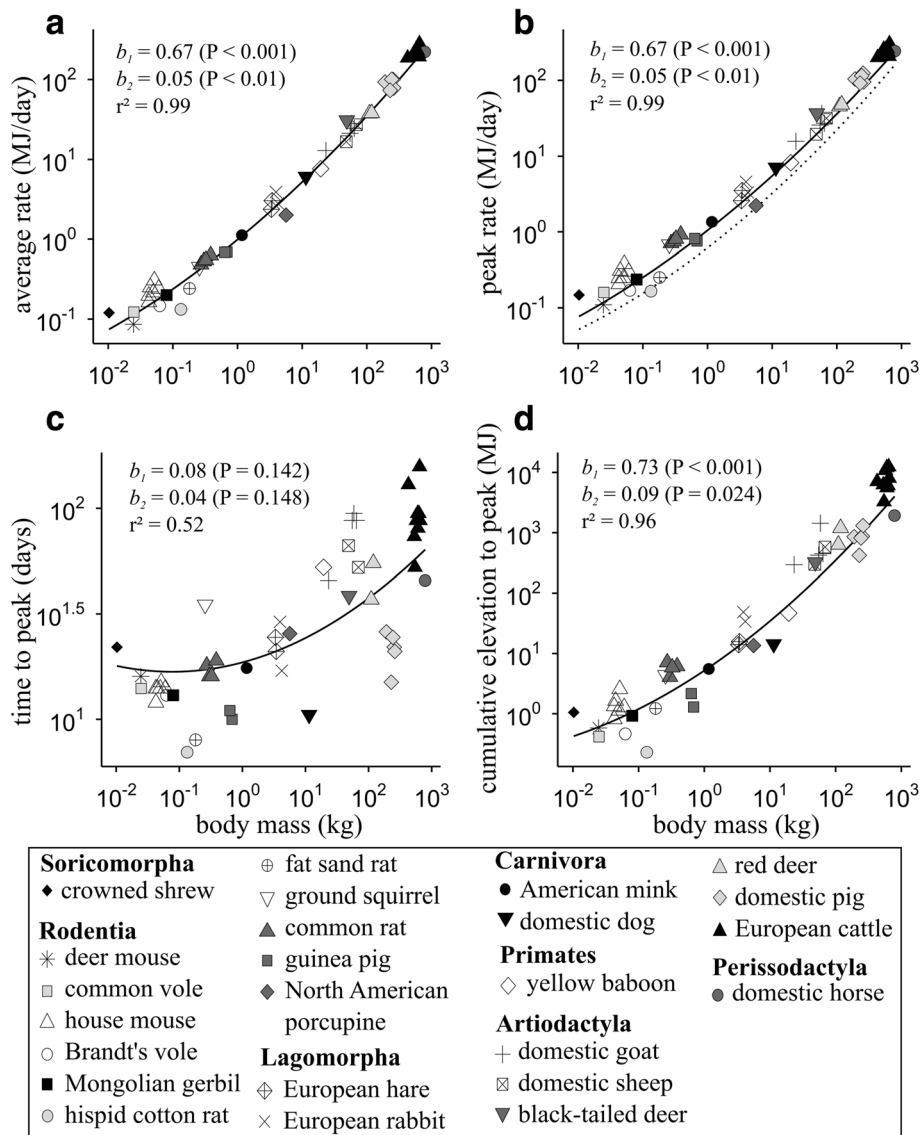 a
b₁ = 0.67 (P < 0.001)
b₂ = 0.05 (P < 0.01)
r² = 0.99
average rate (MJ/day)
10²
10¹
10⁰
10⁻¹
10⁻² 10⁻¹ 10⁰ 10¹ 10² 10³
b
b₁ = 0.67 (P < 0.001)
b₂ = 0.05 (P < 0.01)
r² = 0.99
peak rate (MJ/day)
10²
10¹
10⁰
10⁻¹
10⁻² 10⁻¹ 10⁰ 10¹ 10² 10³
c
b₁ = 0.08 (P = 0.142)
b₂ = 0.04 (P = 0.148)
r² = 0.52
time to peak (days)
10²
10¹·⁵
10¹
10⁻² 10⁻¹ 10⁰ 10¹ 10² 10³
body mass (kg)
d
b₁ = 0.73 (P < 0.001)
b₂ = 0.09 (P = 0.024)
r² = 0.96
cumulative elevation to peak (MJ)
10⁴
10³
10²
10¹
10⁰
10⁻² 10⁻¹ 10⁰ 10¹ 10² 10³
body mass (kg)
Soricomorpha
crowned shrew
Rodentia
deer mouse
common vole
house mouse
Brandt's vole
Mongolian gerbil
hispid cotton rat
fat sand rat
ground squirrel
common rat
guinea pig
North American
porcupine
Lagomorpha
European hare
European rabbit
Carnivora
American mink
domestic dog
Primates
yellow baboon
Artiodactyla
domestic goat
domestic sheep
black-tailed deer
red deer
domestic pig
European cattle
Perissodactyla
domestic horse